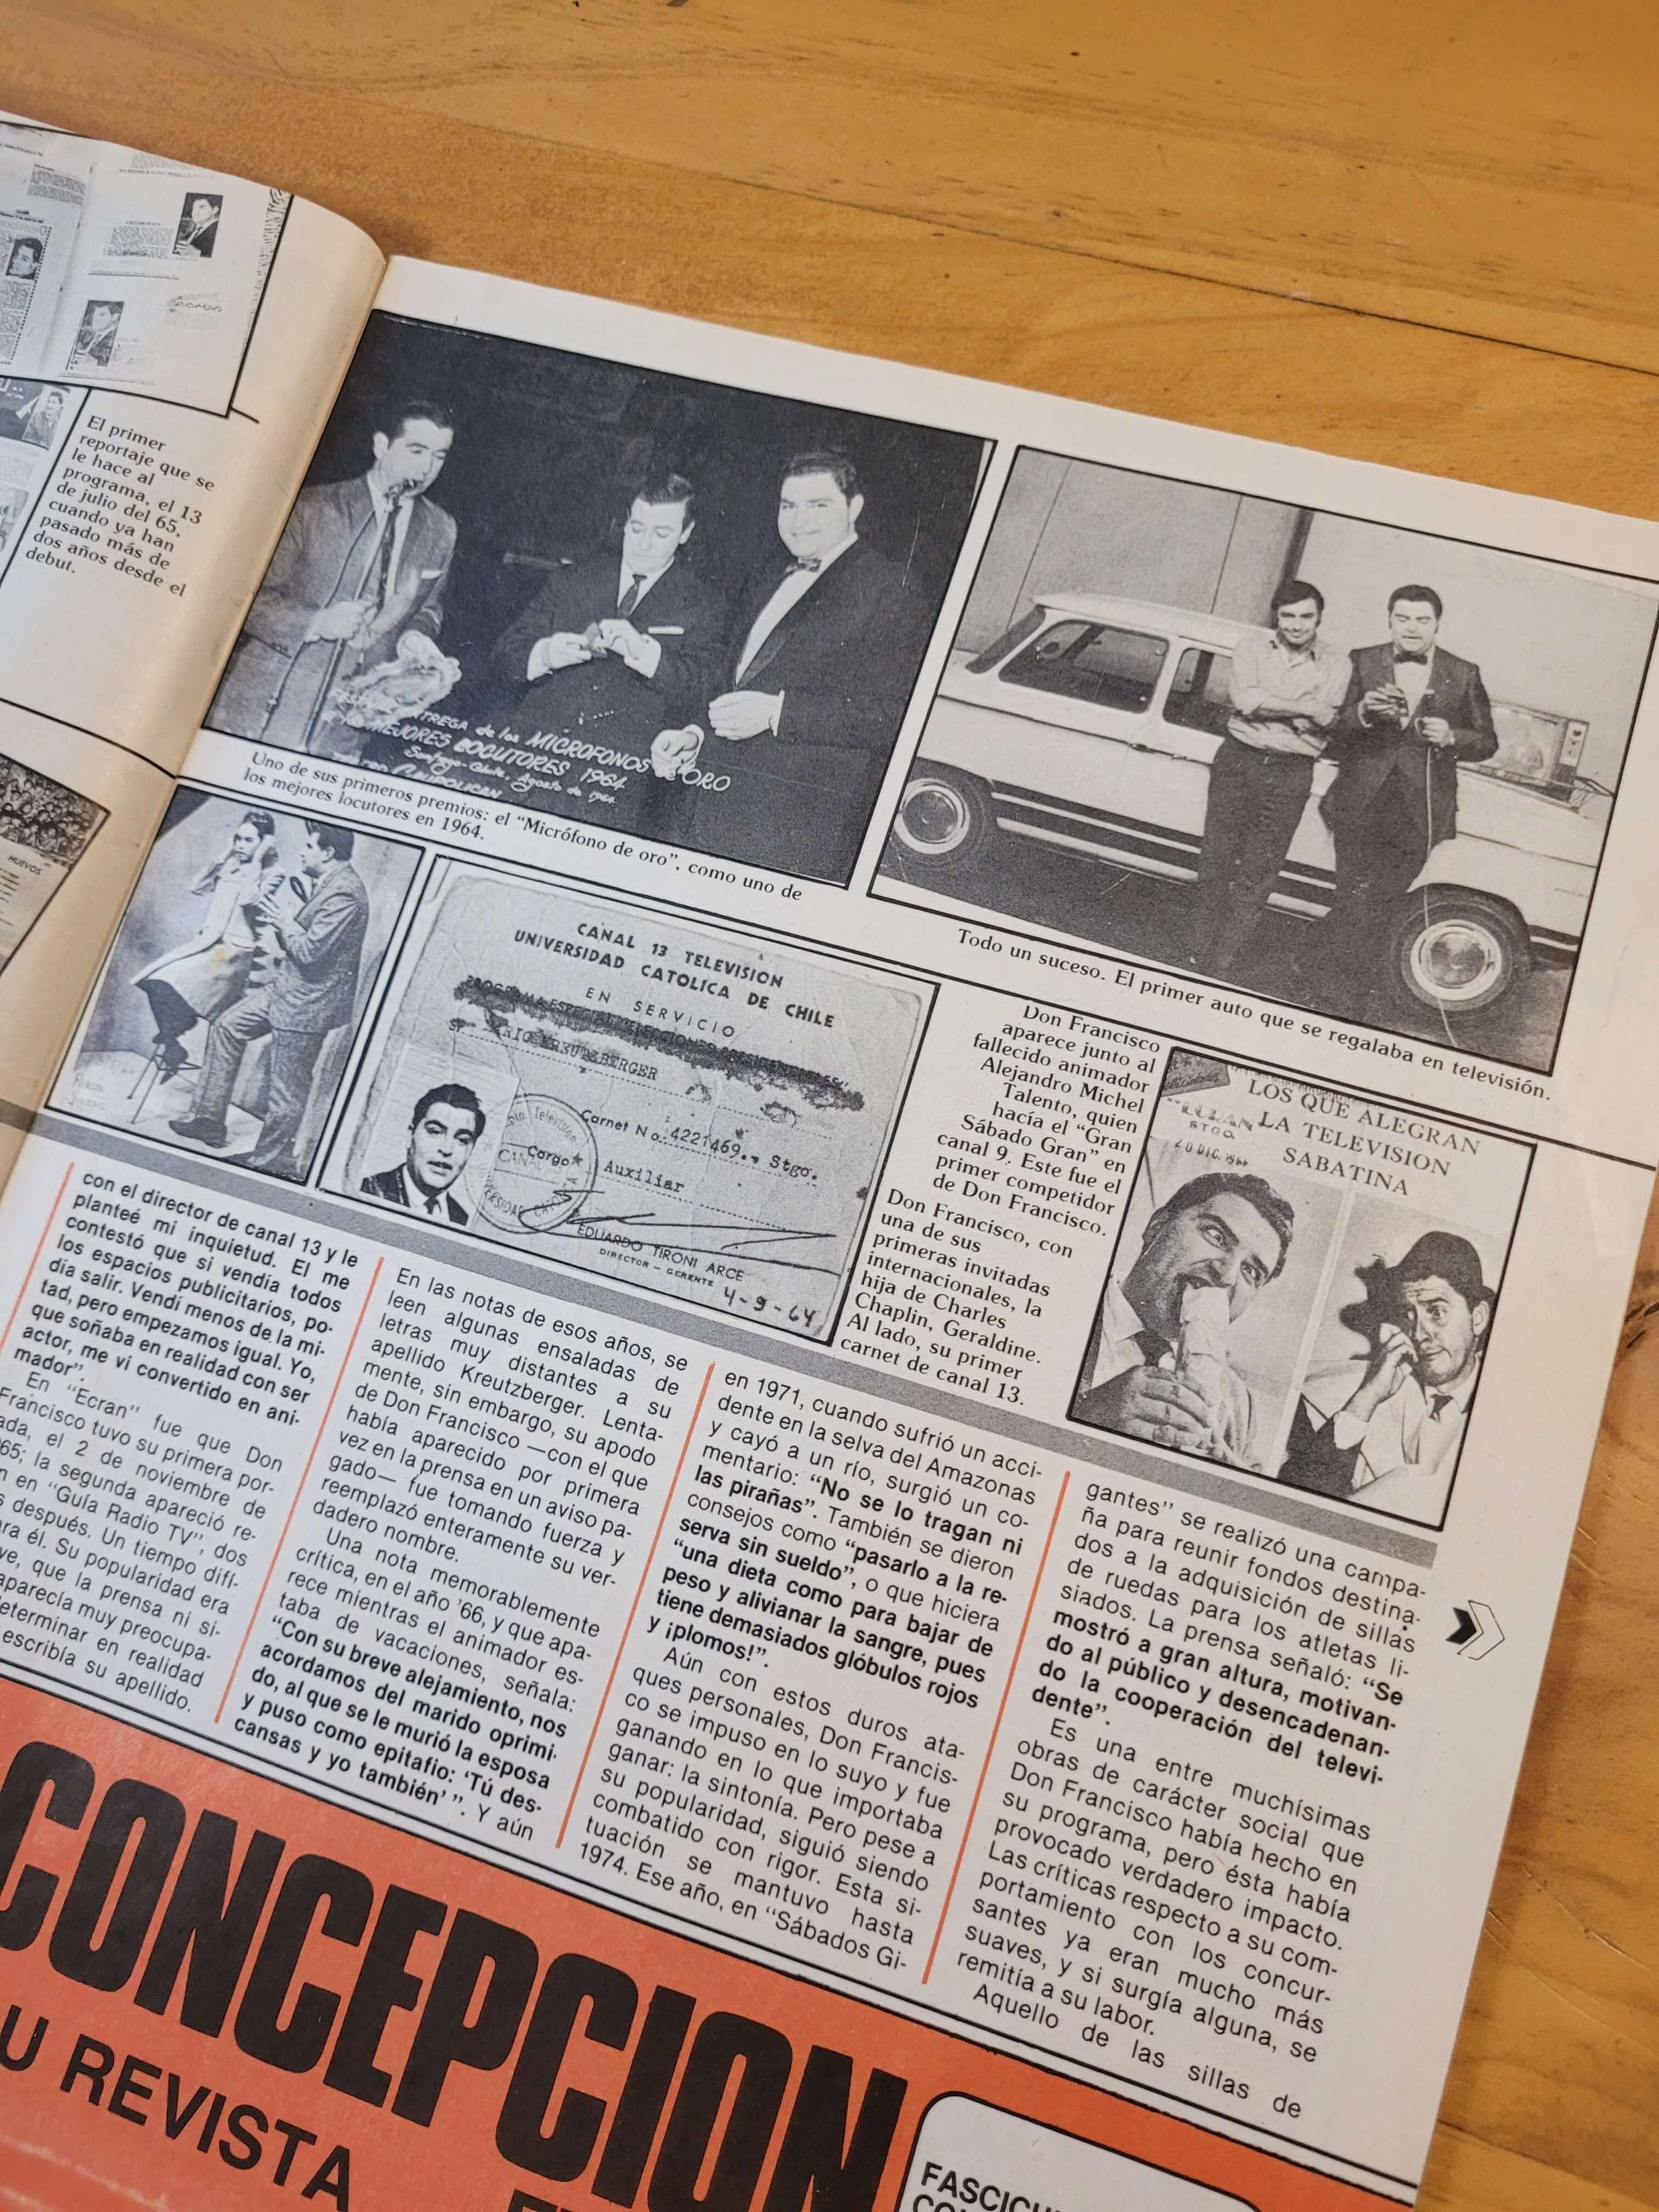 El primer
reportaje que se
le hace al
programa, el 13
de julio del 65,
cuando ya han
pasado más de
dos años desde el
debut.
HUEVOS
TREGA de los MICROFONOS ORO
MEJORES LOCUTORES 1964
Santiago-Chile, Agosto de 1964
Uno de sus primeros premios: el "Micrófono de oro", como uno de
los mejores locutores en 1964.
Todo un suceso. El primer auto que se regalaba en televisión.
CANAL 13 TELEVISION
UNIVERSIDAD CATOLICA DE CHILE
EN SERVICIO
KREUTZBERGER
Carnet No.:4221469.- Stgo.
Cargo Auxiliar
EDUARDO TIRONI ARCE
DIRECTOR - GERENTE
4-9-64
Don Francisco
aparece junto al
fallecido animador
Alejandro Michel
Talento, quien
hacía el "Gran
Sábado Gran" en
canal 9. Este fue el
primer competidor
de Don Francisco.
Don Francisco, con
una de sus
primeras invitadas
internacionales, la
hija de Charles
Chaplin, Geraldine.
Al lado, su primer
carnet de canal 13.
LOS QUE ALEGRAN
LA TELEVISION
SABATINA
STGO.
20 DIC. 196
con el director de canal 13 y le
planteé mi inquietud. El me
contestó que si vendía todos
los espacios publicitarios, po-
día salir. Vendí menos de la mi-
tad, pero empezamos igual. Yo,
que soñaba en realidad con ser
actor, me vi convertido en ani-
mador".
En "Ecran" fue que Don
Francisco tuvo su primera por-
ada, el 2 de noviembre de
965; la segunda apareció re-
n en "Guía Radio TV", dos
s después. Un tiempo difí-
ara él. Su popularidad era
ve, que la prensa ni si-
aparecía muy preocupa-
determinar en realidad
escribía su apellido.
En las notas de esos años, se
leen algunas ensaladas de
letras muy distantes a su
apellido Kreutzberger. Lenta-
mente, sin embargo, su apodo
de Don Francisco —con el que
había aparecido por primera
vez en la prensa en un aviso pa-
gado— fue tomando fuerza y
reemplazó enteramente su ver-
dadero nombre.
Una nota memorablemente
crítica, en el año '66, y que apa-
rece mientras el animador es-
taba de vacaciones, señala:
"Con su breve alejamiento, nos
acordamos del marido oprimi-
do, al que se le murió la esposa
y puso como epitafio: 'Tú des-
cansas y yo también' ". Y aún
en 1971, cuando sufrió un acci-
dente en la selva del Amazonas
y cayó a un río, surgió un co-
mentario: "No se lo tragan ni
las pirañas". También se dieron
consejos como "pasarlo a la re-
serva sin sueldo", o que hiciera
"una dieta como para bajar de
peso y alivianar la sangre, pues
tiene demasiados glóbulos rojos
y ¡plomos!".
Aún con estos duros ata-
ques personales, Don Francis-
co se impuso en lo suyo y fue
ganando en lo que importaba
ganar: la sintonía. Pero pese a
su popularidad, siguió siendo
combatido con rigor. Esta si-
tuación se mantuvo hasta
1974. Ese año, en "Sábados Gi-
gantes" se realizó una campa-
ña para reunir fondos destina-
dos a la adquisición de sillas
de ruedas para los atletas li-
siados. La prensa señaló: "Se
mostró a gran altura, motivan-
do al público y desencadenan-
do la cooperación del televi-
dente".
Es una entre muchísimas
obras de carácter social que
Don Francisco había hecho en
su programa, pero ésta había
provocado verdadero impacto.
Las críticas respecto a su com-
portamiento con los concur-
santes ya eran mucho más
suaves, y si surgía alguna, se
remitía a su labor.
Aquello de las sillas de
CONCEPCION
U REVISTA